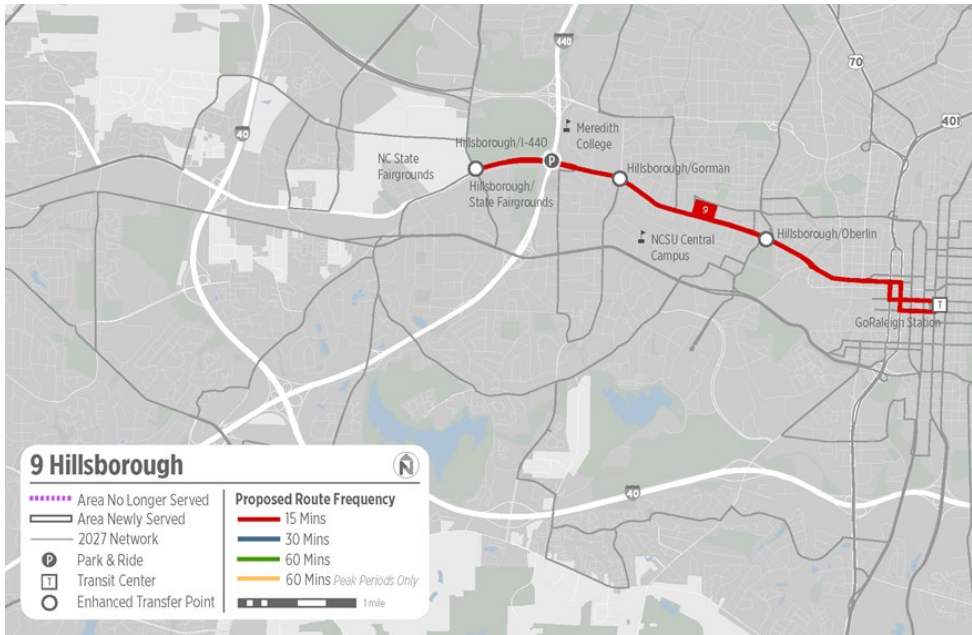 440
70
401
40
Meredith
College
Hillsborough/I-440
NC State
Fairgrounds
P
Hillsborough/Gorman
Hillsborough/
State Fairgrounds
9
NCSU Central
Campus
Hillsborough/Oberlin
T
GoRaleigh Station
40
9 Hillsborough
N
Area No Longer Served
Area Newly Served
2027 Network
P Park & Ride
T Transit Center
Enhanced Transfer Point
Proposed Route Frequency
15 Mins
30 Mins
60 Mins
60 Mins Peak Periods Only
1 mile